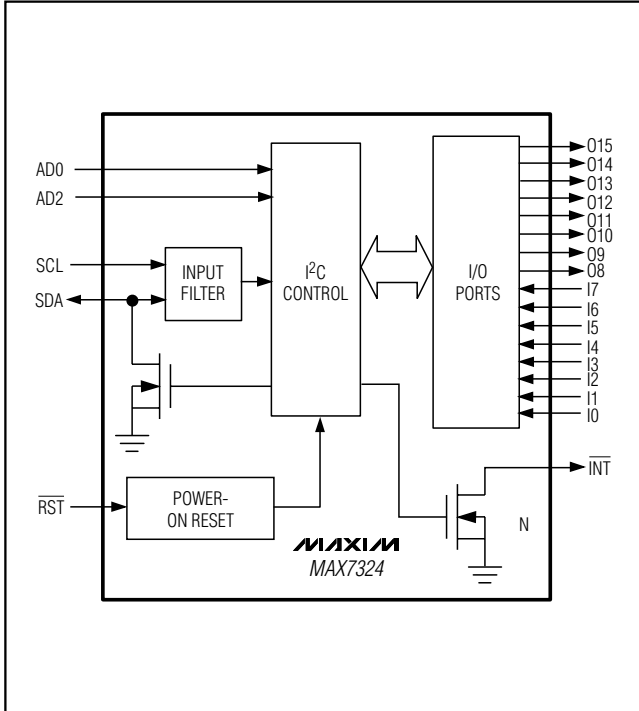 AD0
AD2
SCL
SDA
RST
INPUT
FILTER
POWER-
ON RESET
I²C
CONTROL
I/O
PORTS
O15
O14
O13
O12
O11
O10
O9
O8
I7
I6
I5
I4
I3
I2
I1
I0
INT
N
MAXIM
MAX7324